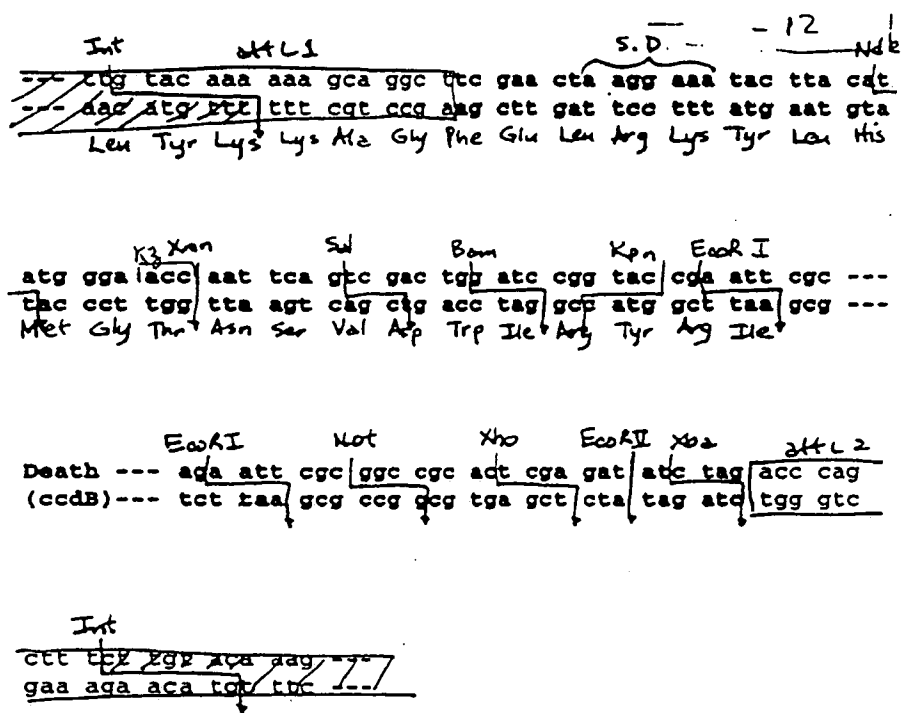 Int attL1 S.D. -12 Nde
--- ttg tac aaa aaa gca ggc ttc gaa cta agg aaa tac tta cat
--- aac atg ttt ttt cgt ccg aag ctt gat tcc ttt atg aat gta
Leu Tyr Lys Lys Ala Gly Phe Glu Leu Arg Lys Tyr Leu His
Kz Xmn Sal Bam Kpn EcoR I
atg gga acc aat tca gtc gac tgg atc cgg tac cga att cgc ---
tac cct tgg tta agt cag ctg acc tag gcc atg gct taa gcg ---
Met Gly Thr Asn Ser Val Asp Trp Ile Arg Tyr Arg Ile
EcoRI Not Xho EcoRV Xba attL2
Death --- aga att cgc ggc cgc act cga gat atc tag acc cag
(ccdB)--- tct taa gcg ccg gcg tga gct cta tag atc tgg gtc
Int
ctt tct tgt aca aag ---
gaa aga aca tgt ttc ---